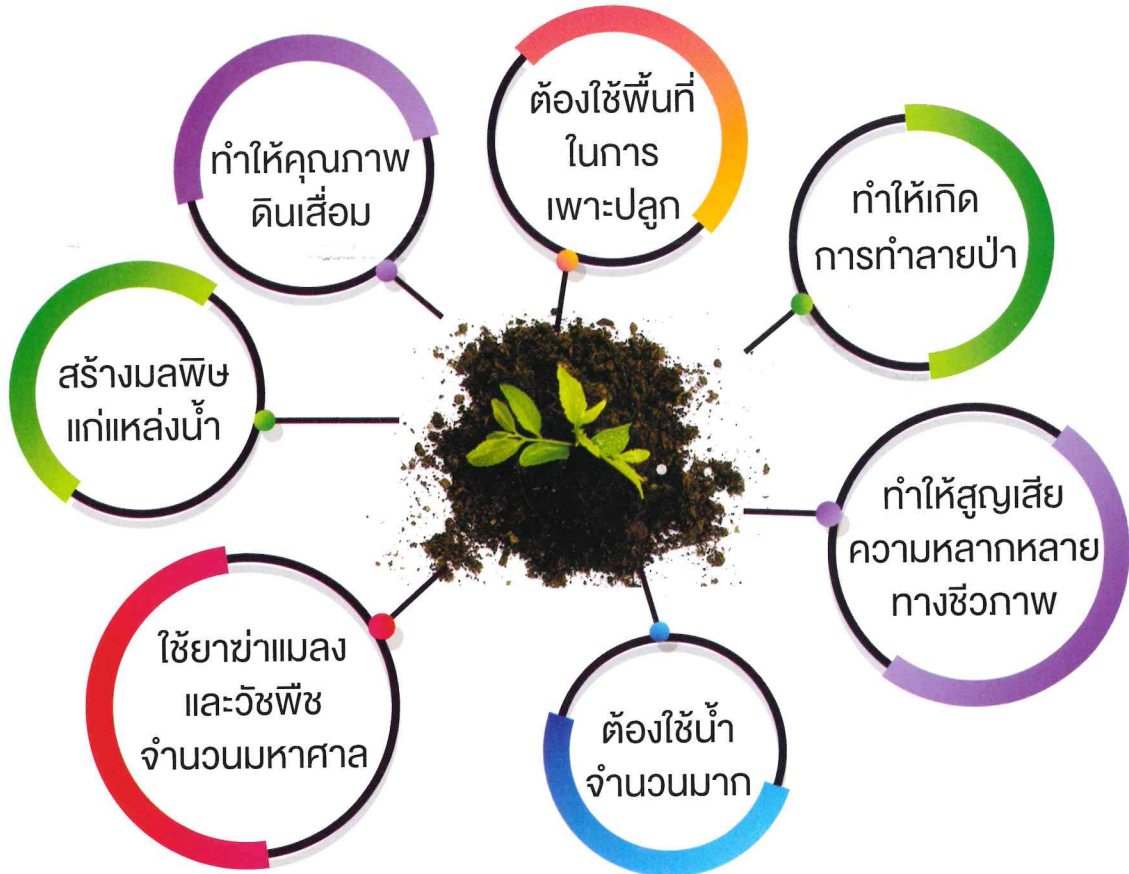 ต้องใช้พื้นที่
ในการ
เพาะปลูก
ทำให้เกิด
การทำลายป่า
ทำให้สูญเสีย
ความหลากหลาย
ทางชีวภาพ
ต้องใช้น้ำ
จำนวนมาก
ใช้ยาฆ่าแมลง
และวัชพืช
จำนวนมหาศาล
สร้างมลพิษ
แก่แหล่งน้ำ
ทำให้คุณภาพ
ดินเสื่อม